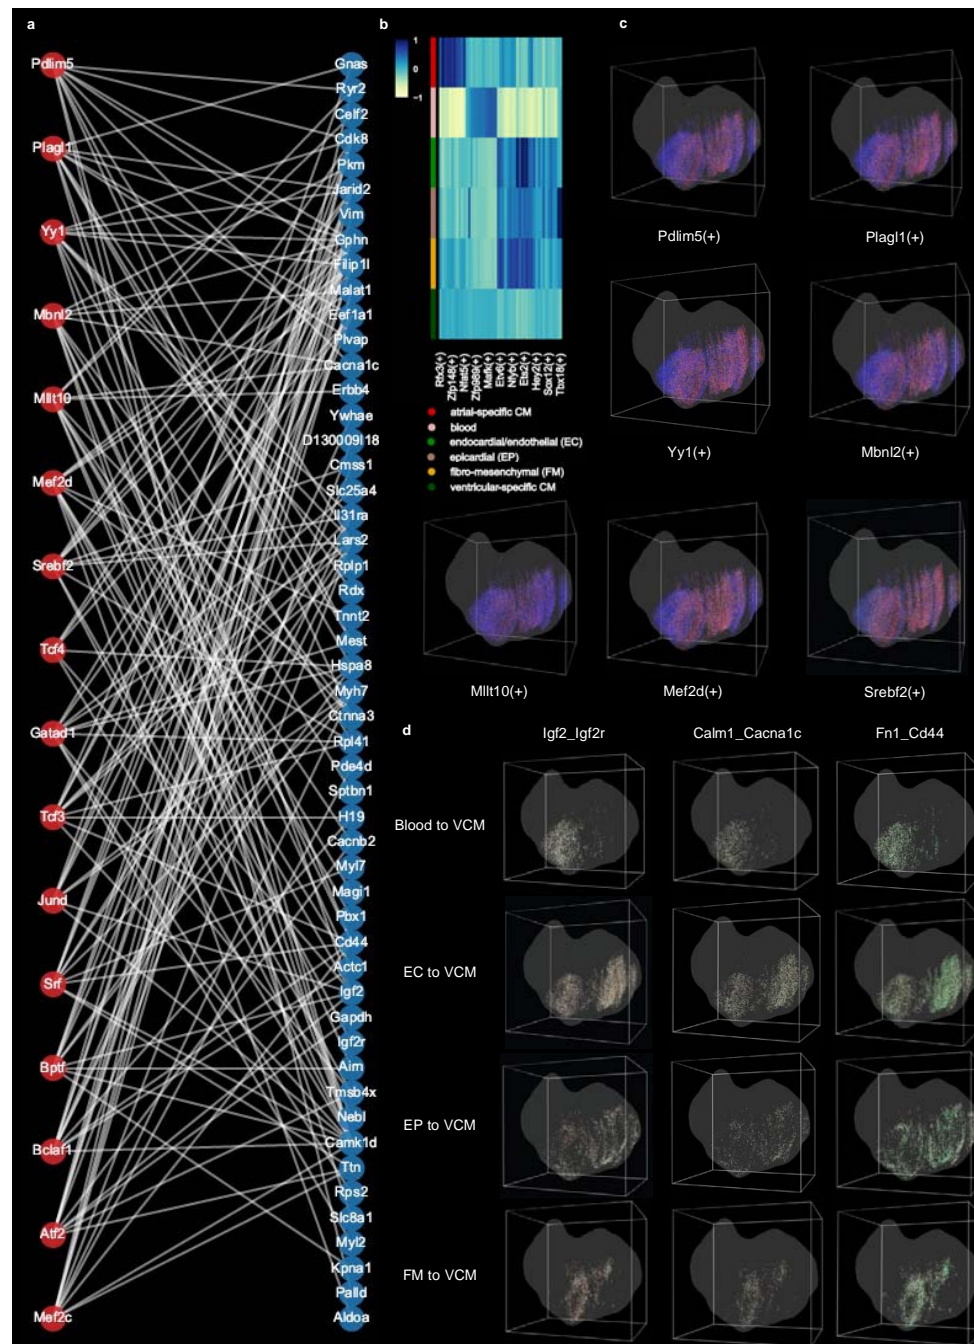 a
Pdlim5
Plagl1
Yy1
Mbnl2
Mllt10
Mef2d
Srebf2
Tcf4
Gatad1
Tcf3
Jund
Srf
Bptf
Bclaf1
Atf2
Mef2c
Gnas
Ryr2
Celf2
Cdk8
Pkm
Jarid2
Vim
Gphn
Filip1l
Malat1
Eef1a1
Plvap
Cacna1c
Erbb4
Ywhae
D130009I18
Cmss1
Slc25a4
Il31ra
Lars2
Rplp1
Rdx
Tnnt2
Mest
Hspa8
Myh7
Ctnna3
Rpl41
Pde4d
Sptbn1
H19
Cacnb2
Myl7
Magi1
Pbx1
Cd44
Actc1
Igf2
Gapdh
Igf2r
Airn
Tmsb4x
Nebl
Camk1d
Ttn
Rps2
Slc8a1
Myl2
Kpna1
Palld
Aldoa
b
1
−1
Rfx3(+)
Zfp148(+)
Nfat5(+)
Zfp989(+)
Mafk(+)
Etv6(+)
Nfyb(+)
Ets2(+)
Hey2(+)
Sox12(+)
Tbx18(+)
atrial-specific CM
blood
endocardial/endothelial (EC)
epicardial (EP)
fibro-mesenchymal (FM)
ventricular-specific CM
c
Pdlim5(+)
Plagl1(+)
Yy1(+)
Mbnl2(+)
Mllt10(+)
Mef2d(+)
Srebf2(+)
d
Igf2_Igf2r
Calm1_Cacna1c
Fn1_Cd44
Blood to VCM
EC to VCM
EP to VCM
FM to VCM